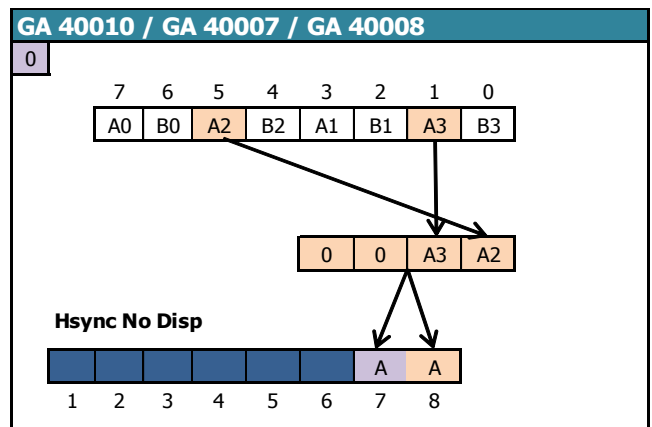 GA 40010 / GA 40007 / GA 40008
0
7 6 5 4 3 2 1 0
A0 B0 A2 B2 A1 B1 A3 B3
0 0 A3 A2
Hsync No Disp
A A
1 2 3 4 5 6 7 8